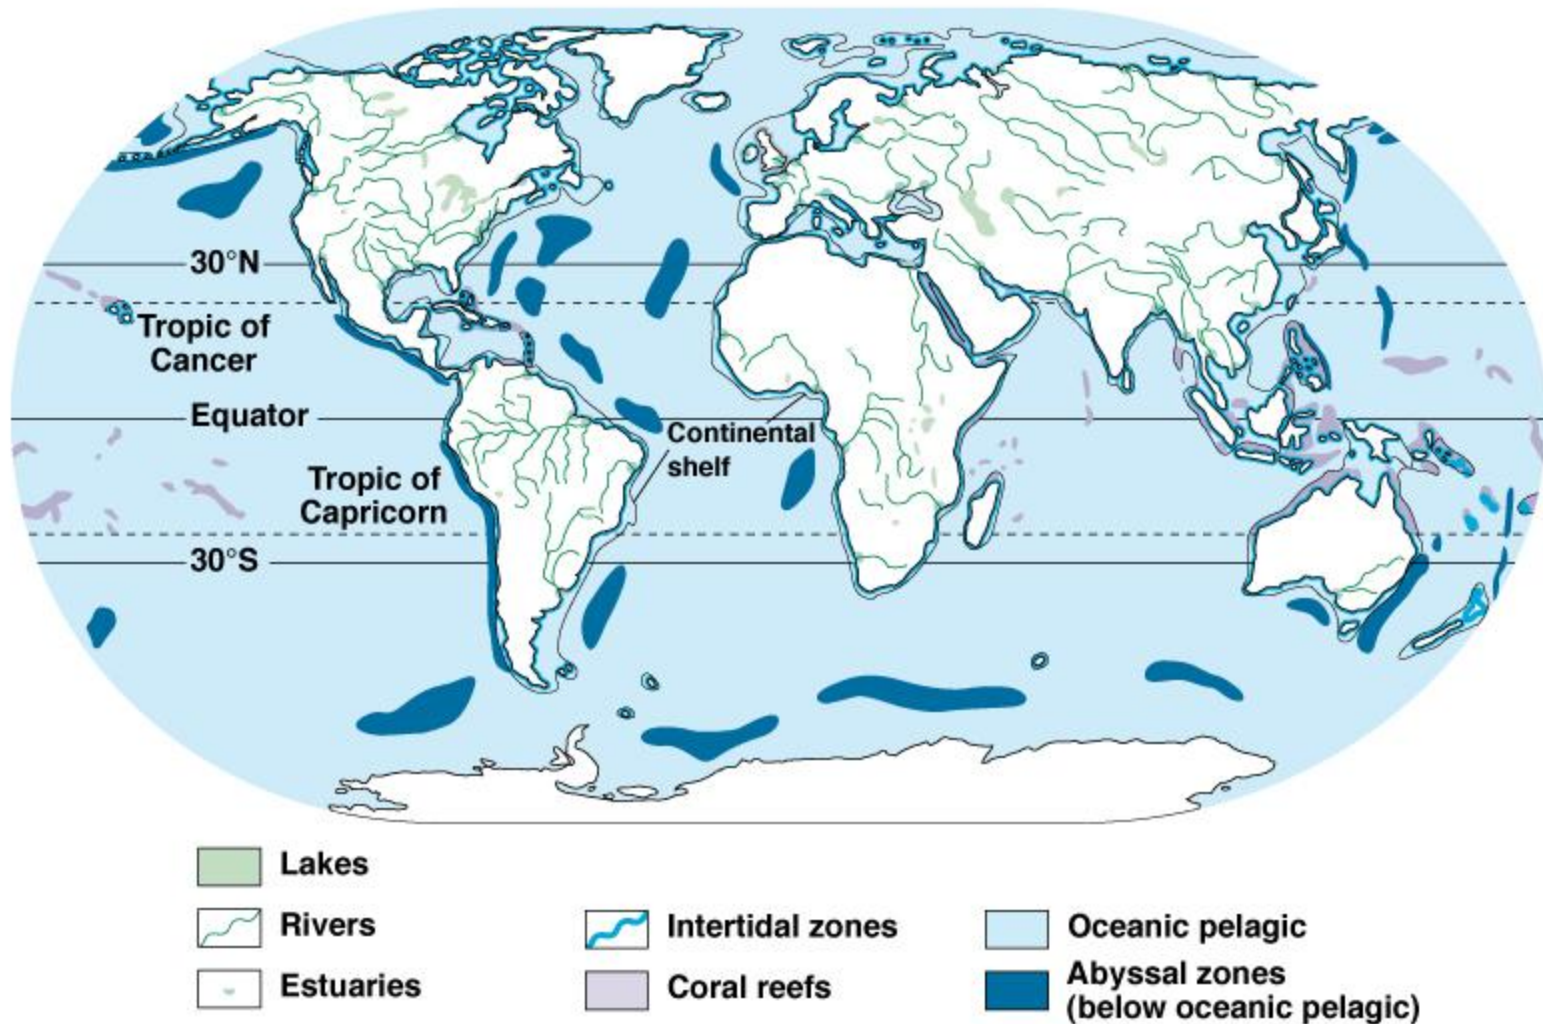 30°N
Tropic of
Cancer
Equator
Continental
shelf
Tropic of
Capricorn
30°S
Lakes
Rivers
Estuaries
Intertidal zones
Coral reefs
Oceanic pelagic
Abyssal zones
(below oceanic pelagic)